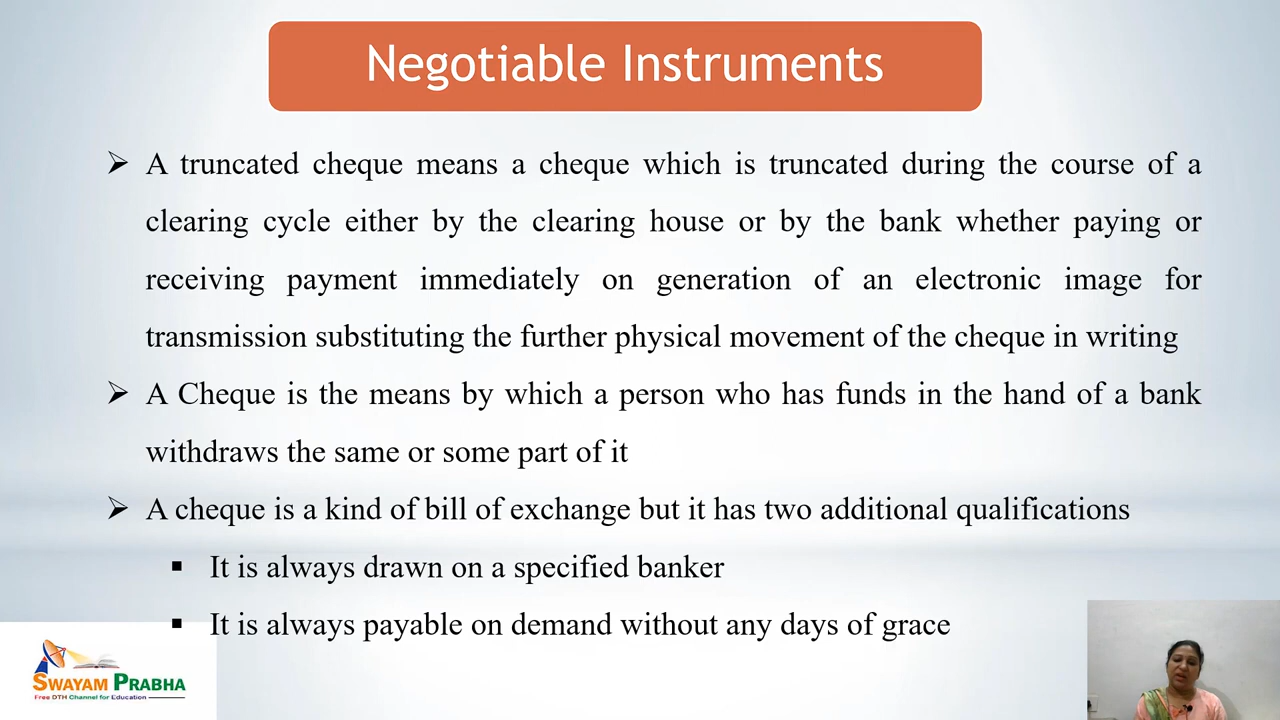 Negotiable Instruments
➢ A truncated cheque means a cheque which is truncated during the course of a
clearing cycle either by the clearing house or by the bank whether paying or
receiving payment immediately on generation of an electronic image for
transmission substituting the further physical movement of the cheque in writing
➢ A Cheque is the means by which a person who has funds in the hand of a bank
withdraws the same or some part of it
➢ A cheque is a kind of bill of exchange but it has two additional qualifications
▪ It is always drawn on a specified banker
▪ It is always payable on demand without any days of grace
SWAYAM PRABHA
Free DTH Channel for Education